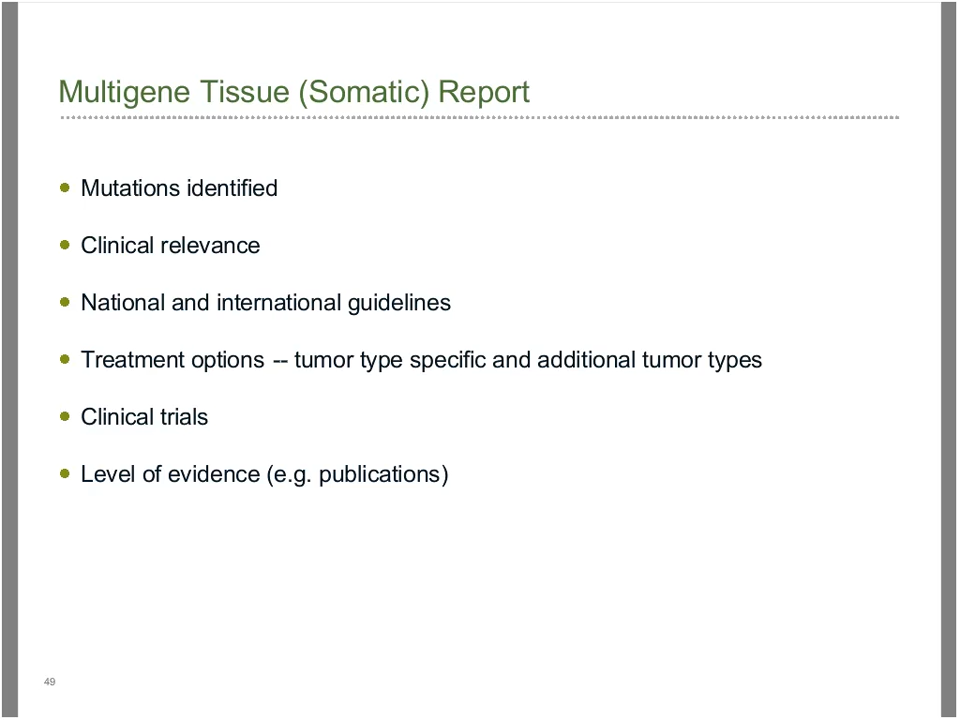 Multigene Tissue (Somatic) Report
• Mutations identified
• Clinical relevance
• National and international guidelines
• Treatment options -- tumor type specific and additional tumor types
• Clinical trials
• Level of evidence (e.g. publications)
49